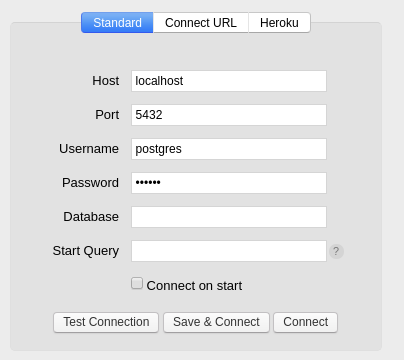 Standard Connect URL Heroku
Host localhost
Port 5432
Username postgres
Password ••••••
Database
Start Query ?
Connect on start
Test Connection Save & Connect Connect